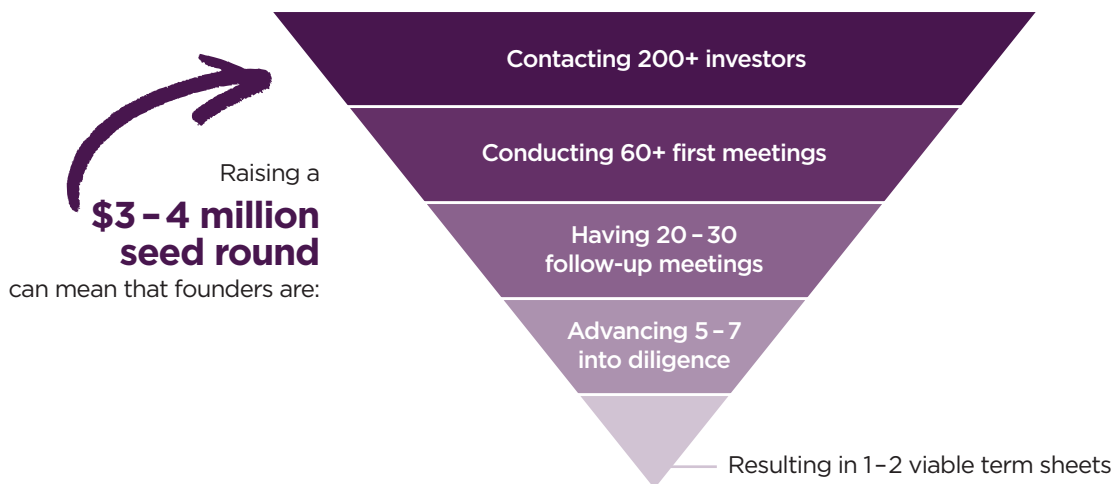 Raising a
$3–4 million
seed round
can mean that founders are:
Contacting 200+ investors
Conducting 60+ first meetings
Having 20–30
follow-up meetings
Advancing 5–7
into diligence
Resulting in 1–2 viable term sheets